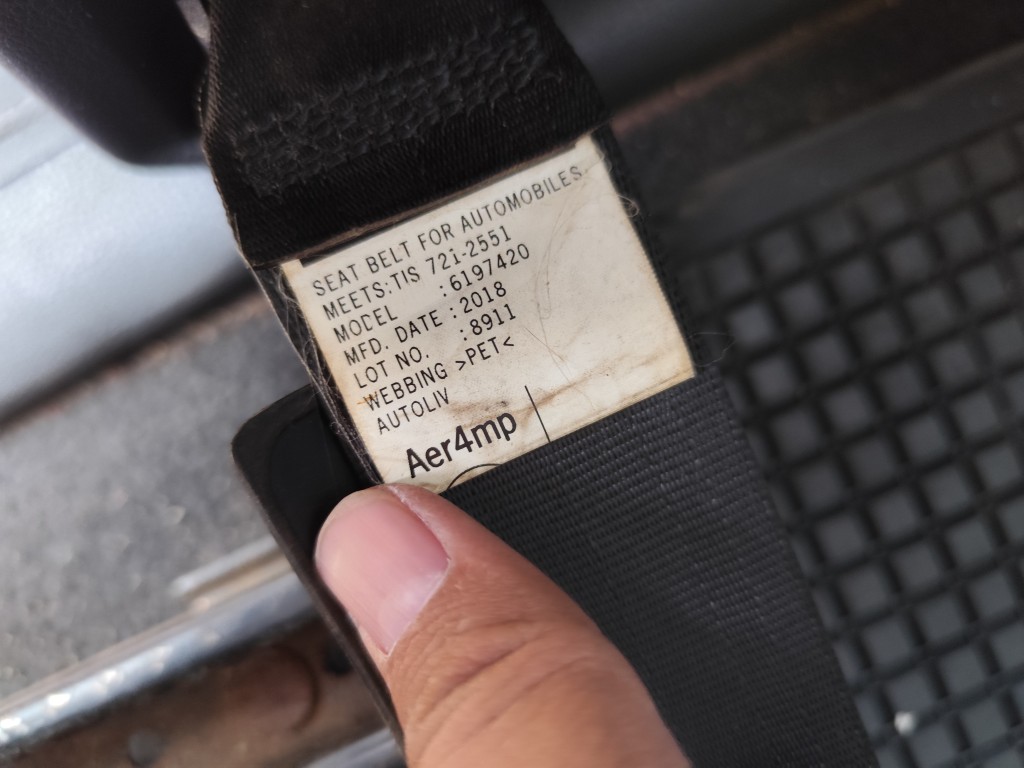 SEAT BELT FOR AUTOMOBILES
MEETS:TIS 721-2551
MODEL :6197420
MFD. DATE :2018
LOT NO. :8911
WEBBING >PET<
AUTOLIV
Aer4mp